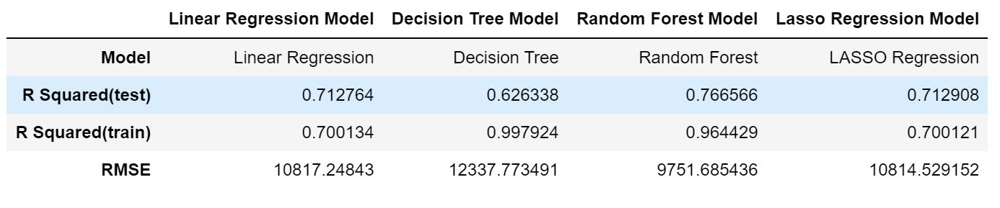 Linear Regression Model Decision Tree Model Random Forest Model Lasso Regression Model
Model Linear Regression Decision Tree Random Forest LASSO Regression
R Squared(test) 0.712764 0.626338 0.766566 0.712908
R Squared(train) 0.700134 0.997924 0.964429 0.700121
RMSE 10817.24843 12337.773491 9751.685436 10814.529152